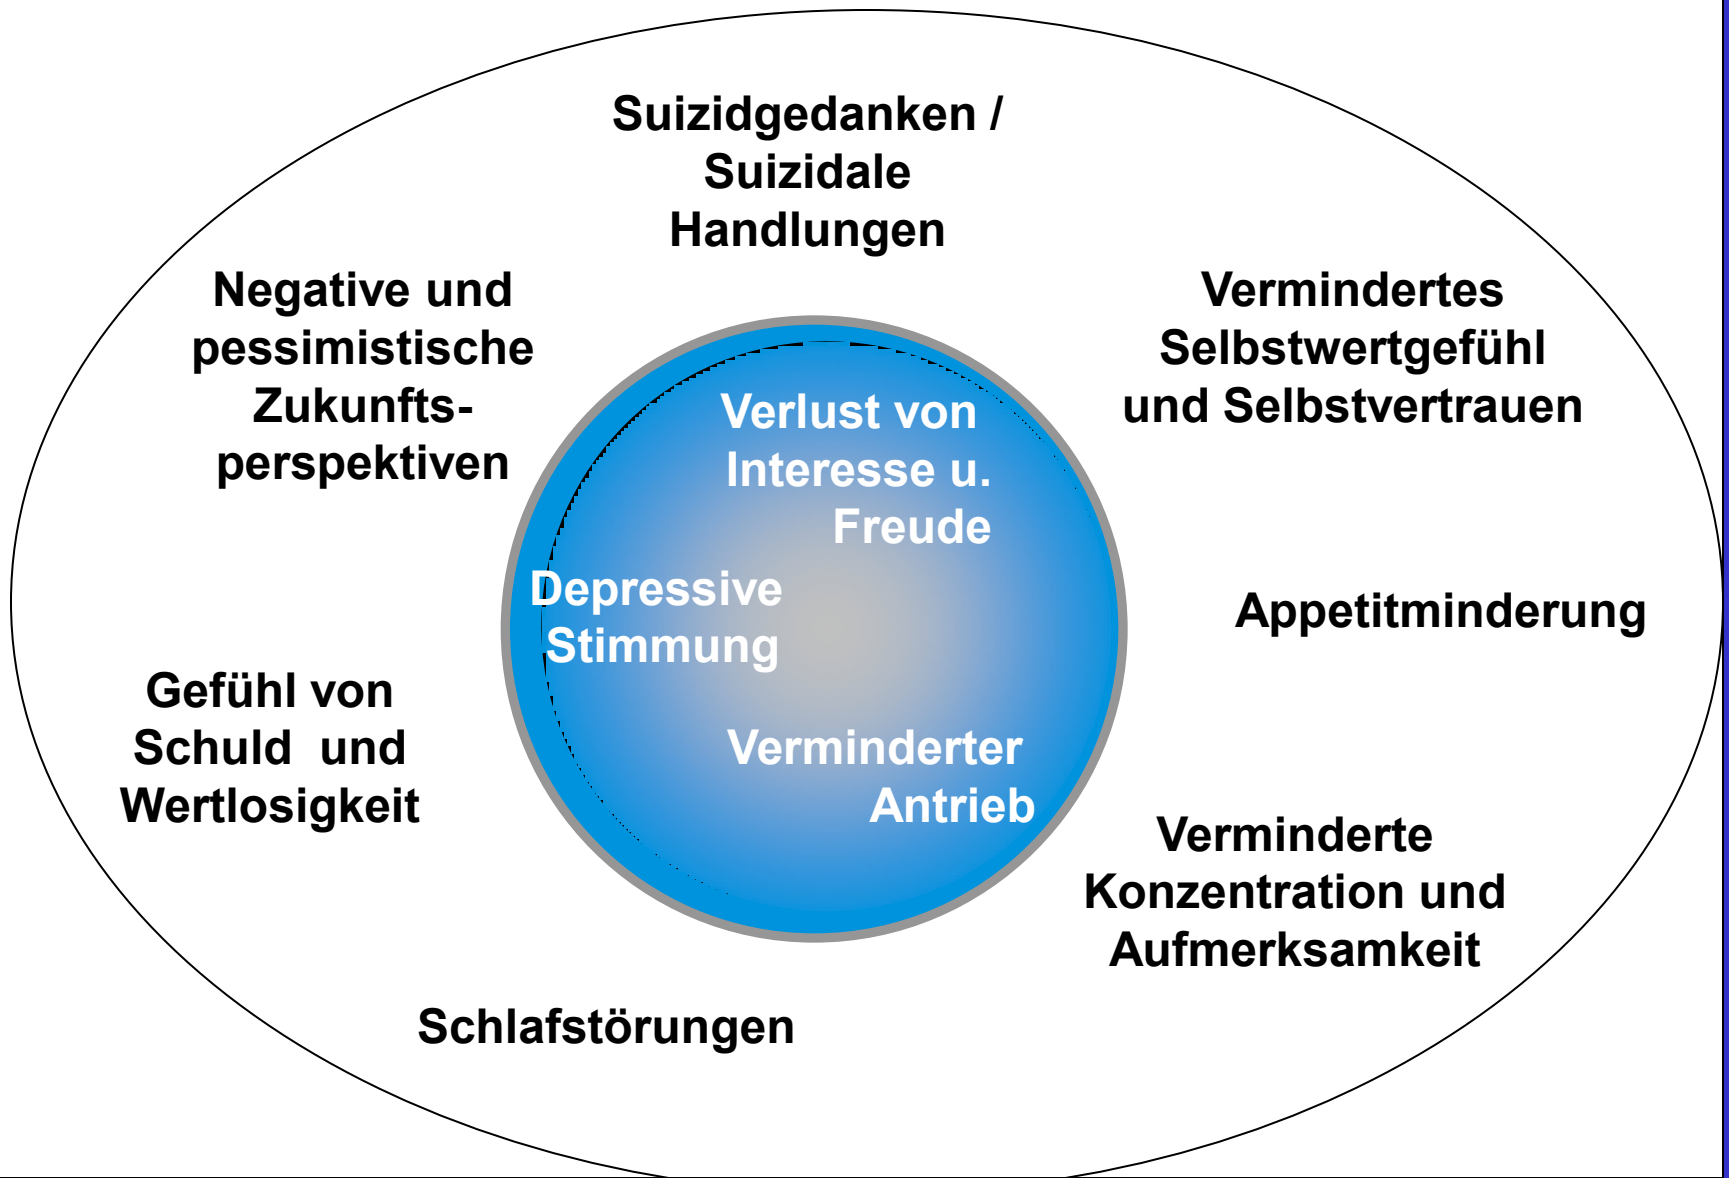 Suizidgedanken /
Suizidale
Handlungen
Negative und
pessimistische
Zukunfts-
perspektiven
Vermindertes
Selbstwertgefühl
und Selbstvertrauen
Verlust von
Interesse u.
Freude
Depressive
Stimmung
Appetitminderung
Gefühl von
Schuld  und
Wertlosigkeit
Verminderter
Antrieb
Verminderte
Konzentration und
Aufmerksamkeit
Schlafstörungen